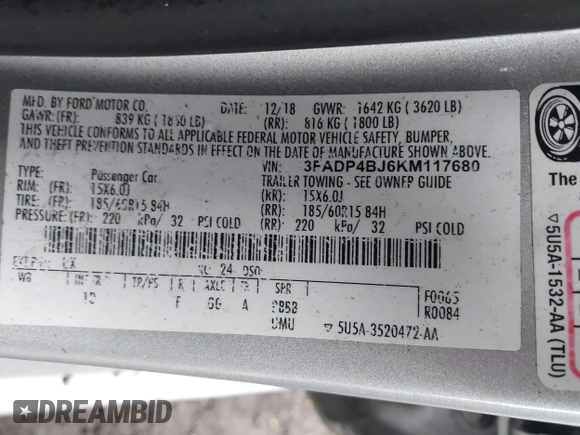 MFD. BY FORD MOTOR CO. DATE: 12/18 GVWR: 1642 KG ( 3620 LB)
GAWR: (FR): 839 KG ( 1850 LB) (RR): 816 KG ( 1800 LB)
THIS VEHICLE CONFORMS TO ALL APPLICABLE FEDERAL MOTOR VEHICLE SAFETY, BUMPER,
AND THEFT PREVENTION STANDARDS IN EFFECT ON THE DATE OF MANUFACTURE SHOWN ABOVE.
VIN: 3FADP4BJ6KM117680
TYPE: Passenger Car TRAILER TOWING - SEE OWNER GUIDE
RIM: (FR) 15X6.0J (RR): 15X6.0J
TIRE: (FR) 185/60R15 84H (RR): 185/60R15 84H
PRESSURE: (FR) 220 kPa/ 32 PSI COLD (RR) 220 kPa/ 32 PSI COLD
EXT UX RC: 24 DSO:
WB INT TR TP/PS R AXLE TR SPR
F A F0065
R0084
UMU ▽ 5U5A-3520472-AA
The
▽5U5A-1532-AA (TLU)
DREAMBID